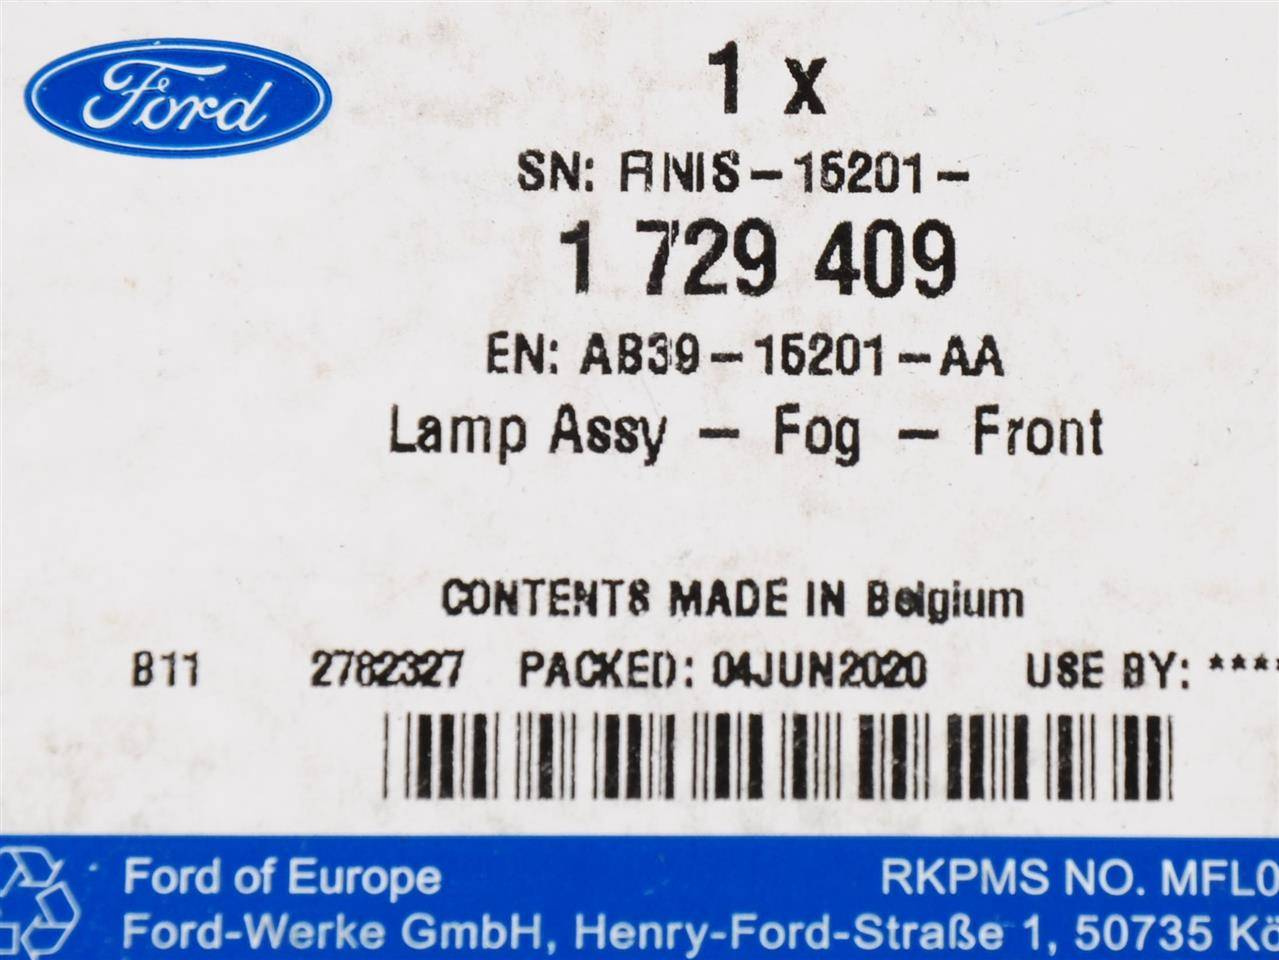 Ford
1 x
SN: FINIS-15201-
1 729 409
EN: AB39-15201-AA
Lamp Assy - Fog - Front
CONTENTS MADE IN Belgium
B11 2782327 PACKED: 04JUN2020 USE BY: ****
Ford of Europe RKPMS NO. MFL0
Ford-Werke GmbH, Henry-Ford-Straße 1, 50735 Kö